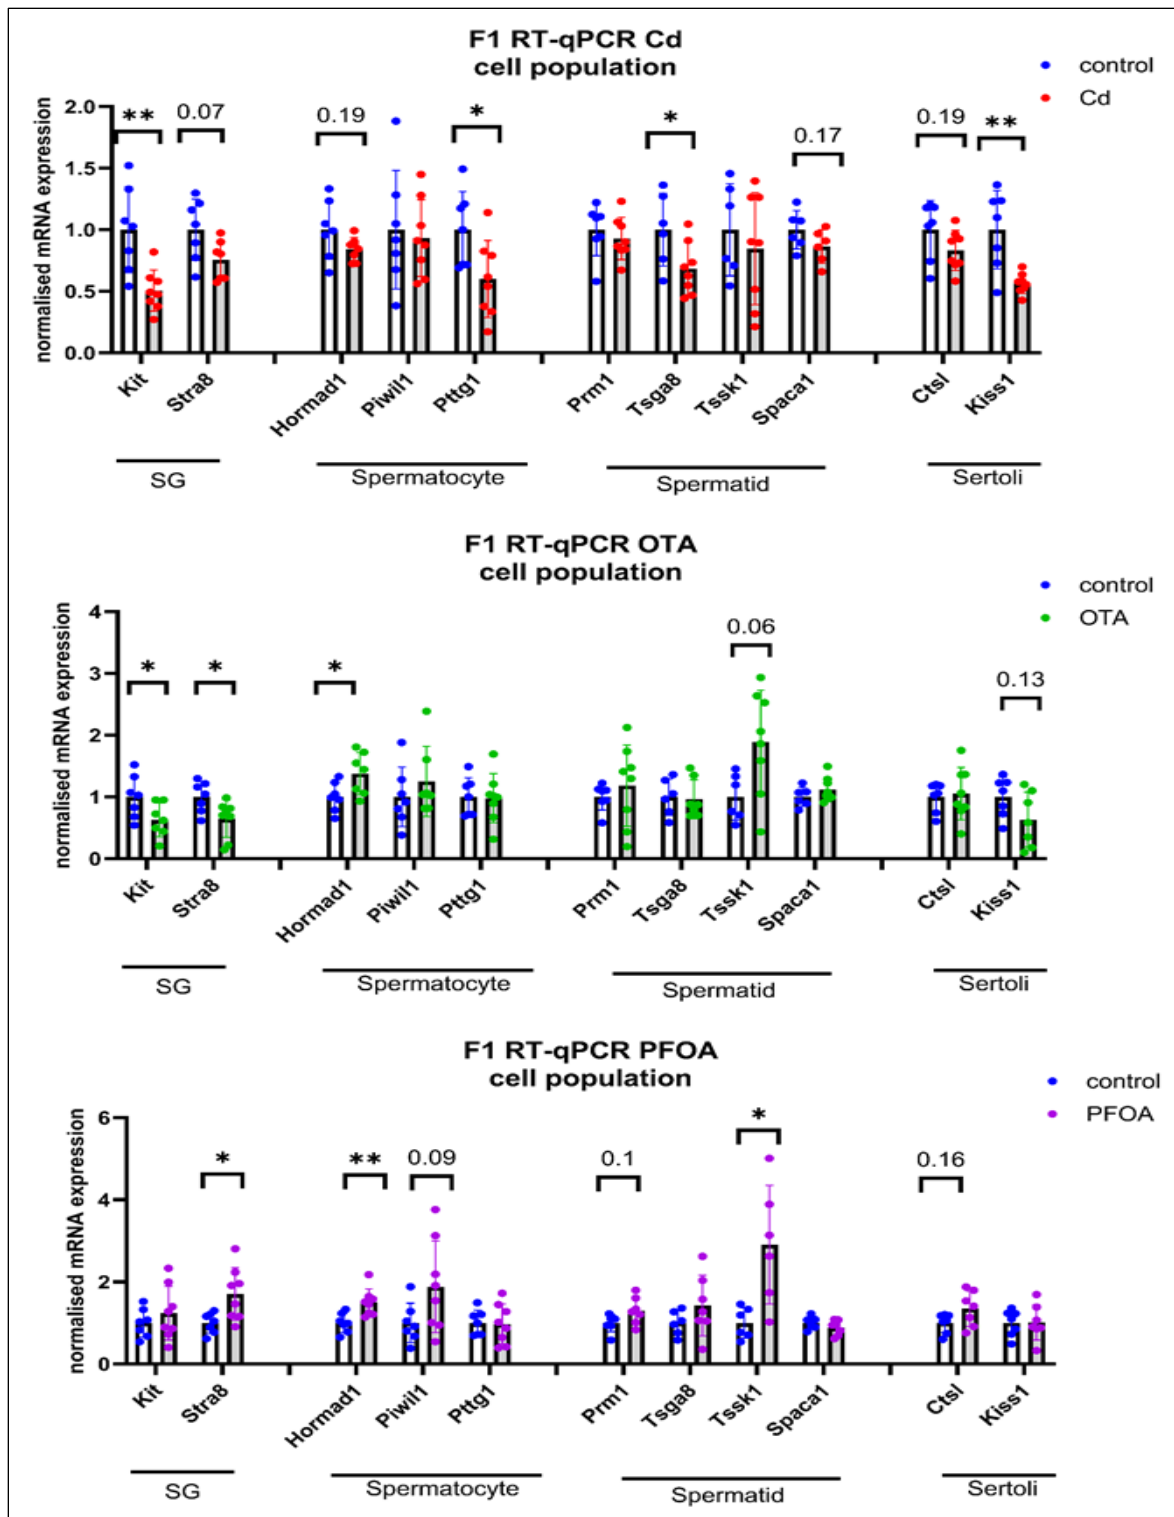 F1 RT-qPCR Cd
cell population
control
Cd
normalised mRNA expression
2.0
1.5
1.0
0.5
0.0
** 0.07 0.19 * * 0.17 0.19 **
Kit Stra8 Hormad1 Piwil1 Pttg1 Prm1 Tsga8 Tssk1 Spaca1 Ctsl Kiss1
SG Spermatocyte Spermatid Sertoli
F1 RT-qPCR OTA
cell population
control
OTA
normalised mRNA expression
4
3
2
1
0
* * * 0.06 0.13
Kit Stra8 Hormad1 Piwil1 Pttg1 Prm1 Tsga8 Tssk1 Spaca1 Ctsl Kiss1
SG Spermatocyte Spermatid Sertoli
F1 RT-qPCR PFOA
cell population
control
PFOA
normalised mRNA expression
6
4
2
0
* ** 0.09 0.1 * 0.16
Kit Stra8 Hormad1 Piwil1 Pttg1 Prm1 Tsga8 Tssk1 Spaca1 Ctsl Kiss1
SG Spermatocyte Spermatid Sertoli